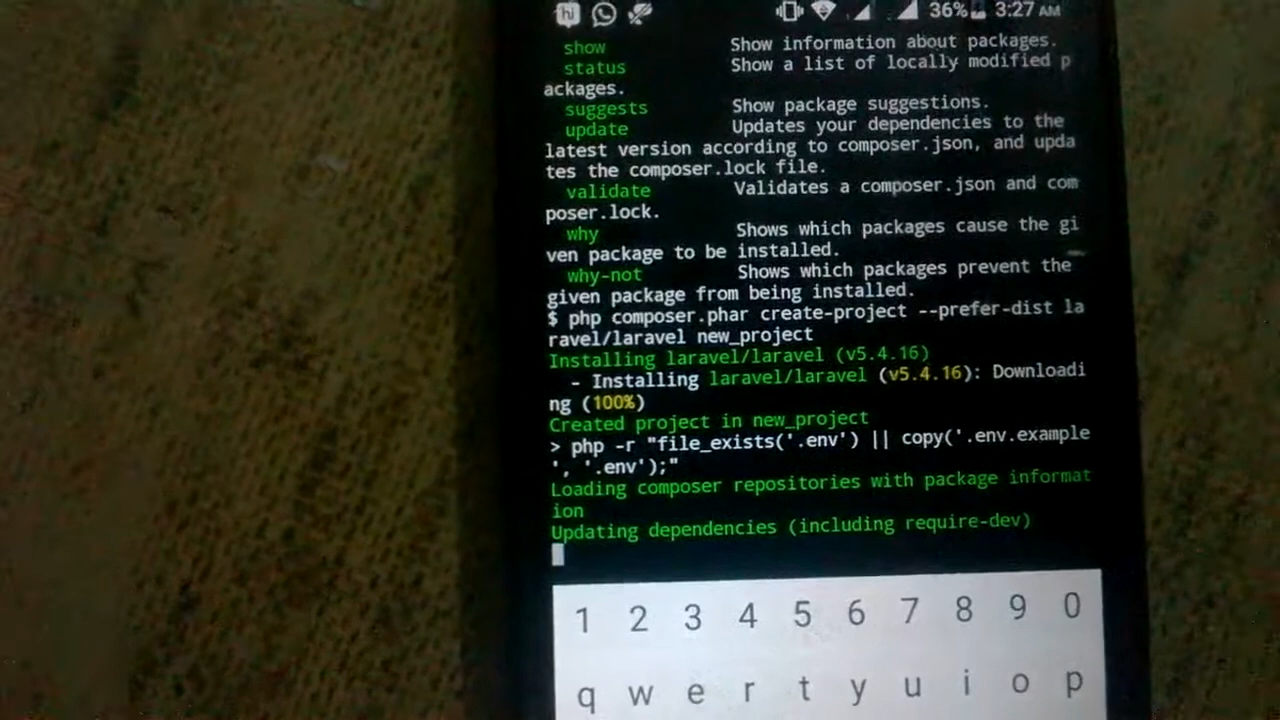 hi 36% 3:27 AM
show Show information about packages.
status Show a list of locally modified p
ackages.
suggests Show package suggestions.
update Updates your dependencies to the
latest version according to composer.json, and upda
tes the composer.lock file.
validate Validates a composer.json and com
poser.lock.
why Shows which packages cause the gi
ven package to be installed.
why-not Shows which packages prevent the
given package from being installed.
$ php composer.phar create-project --prefer-dist la
ravel/laravel new_project
Installing laravel/laravel (v5.4.16)
- Installing laravel/laravel (v5.4.16): Downloadi
ng (100%)
Created project in new_project
> php -r "file_exists('.env') || copy('.env.example
', '.env');"
Loading composer repositories with package informat
ion
Updating dependencies (including require-dev)
1 2 3 4 5 6 7 8 9 0
q w e r t y u i o p